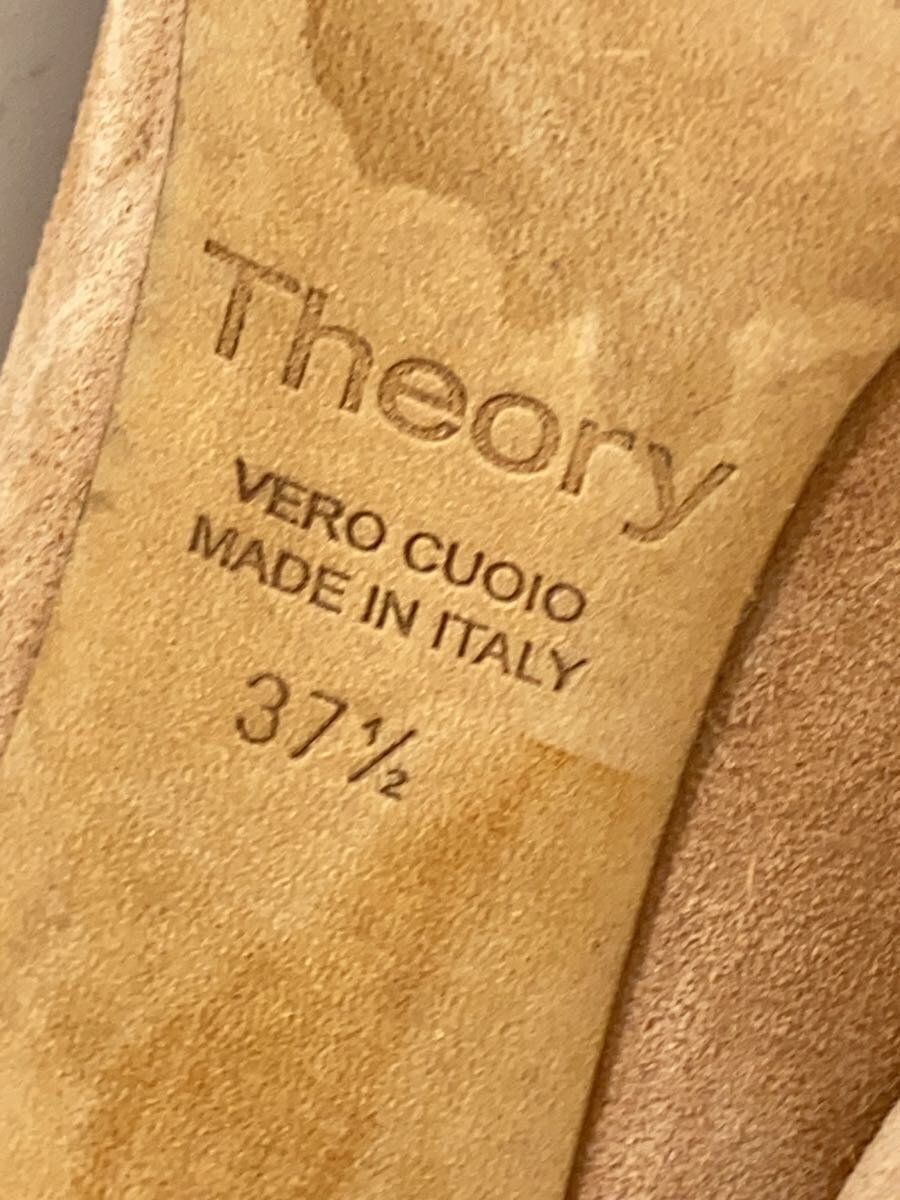 Theory
VERO CUOIO
MADE IN ITALY
37½